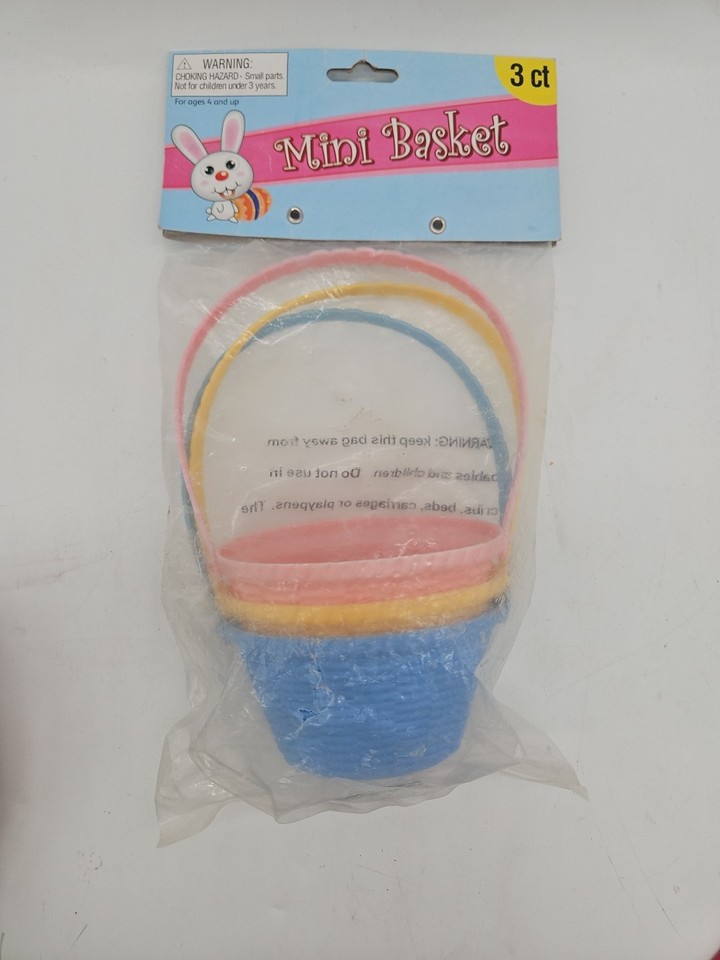 WARNING:
CHOKING HAZARD - Small parts.
Not for children under 3 years.
For ages 4 and up
3 ct
Mini Basket
WARNING: keep this bag away from
babies and children. Do not use in
cribs, beds, carriages or playpens. The